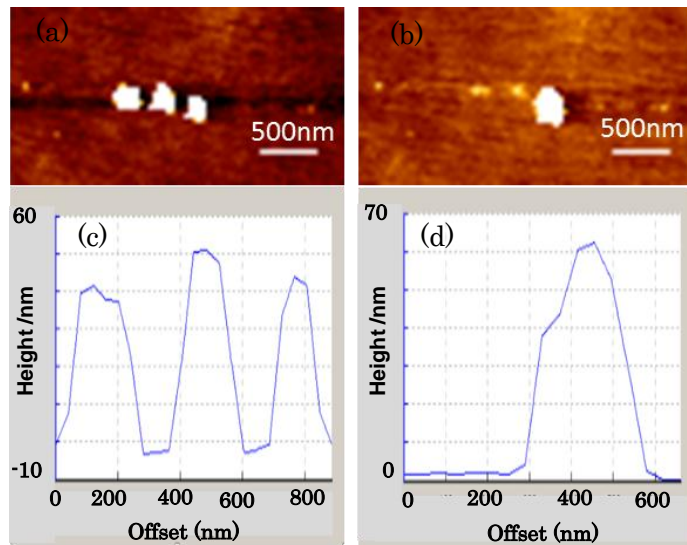 (a)
500nm
(b)
500nm
60
(c)
Height /nm
-10
0
200
400
600
800
Offset (nm)
70
(d)
Height /nm
0
0
200
400
600
Offset (nm)